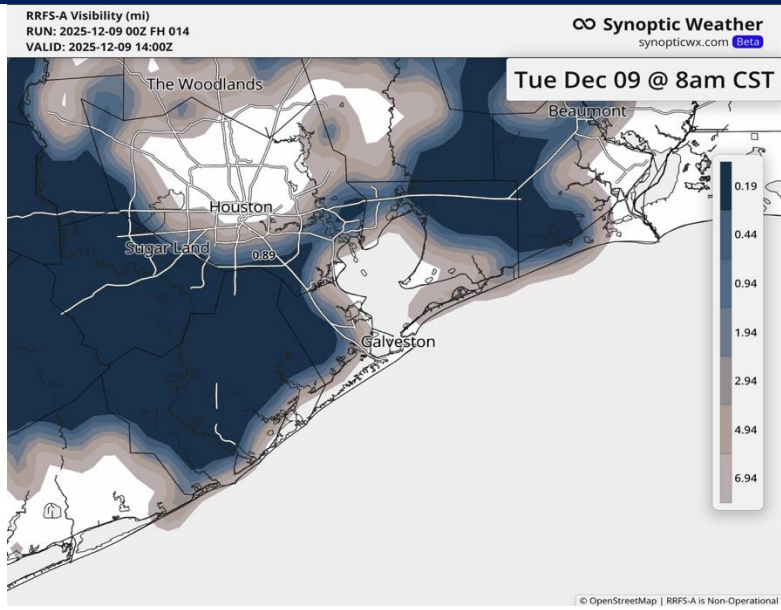 RRFS-A Visibility (mi)
RUN: 2025-12-09 00Z FH 014
VALID: 2025-12-09 14:00Z
Synoptic Weather
synopticwx.com Beta
Tue Dec 09 @ 8am CST
The Woodlands
Beaumont
Houston
Sugar Land
0.89
Galveston
0.19
0.44
0.94
1.94
2.94
4.94
6.94
© OpenStreetMap | RRFS-A is Non-Operational